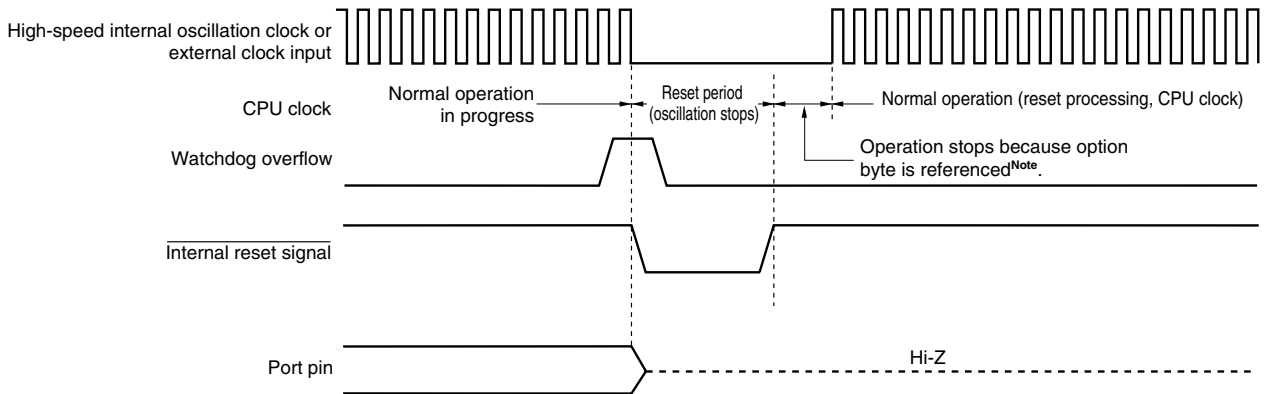 High-speed internal oscillation clock or
external clock input
CPU clock
Normal operation
in progress
Reset period
(oscillation stops)
Normal operation (reset processing, CPU clock)
Operation stops because option
byte is referencedNote.
Watchdog overflow
Internal reset signal
Port pin
Hi-Z